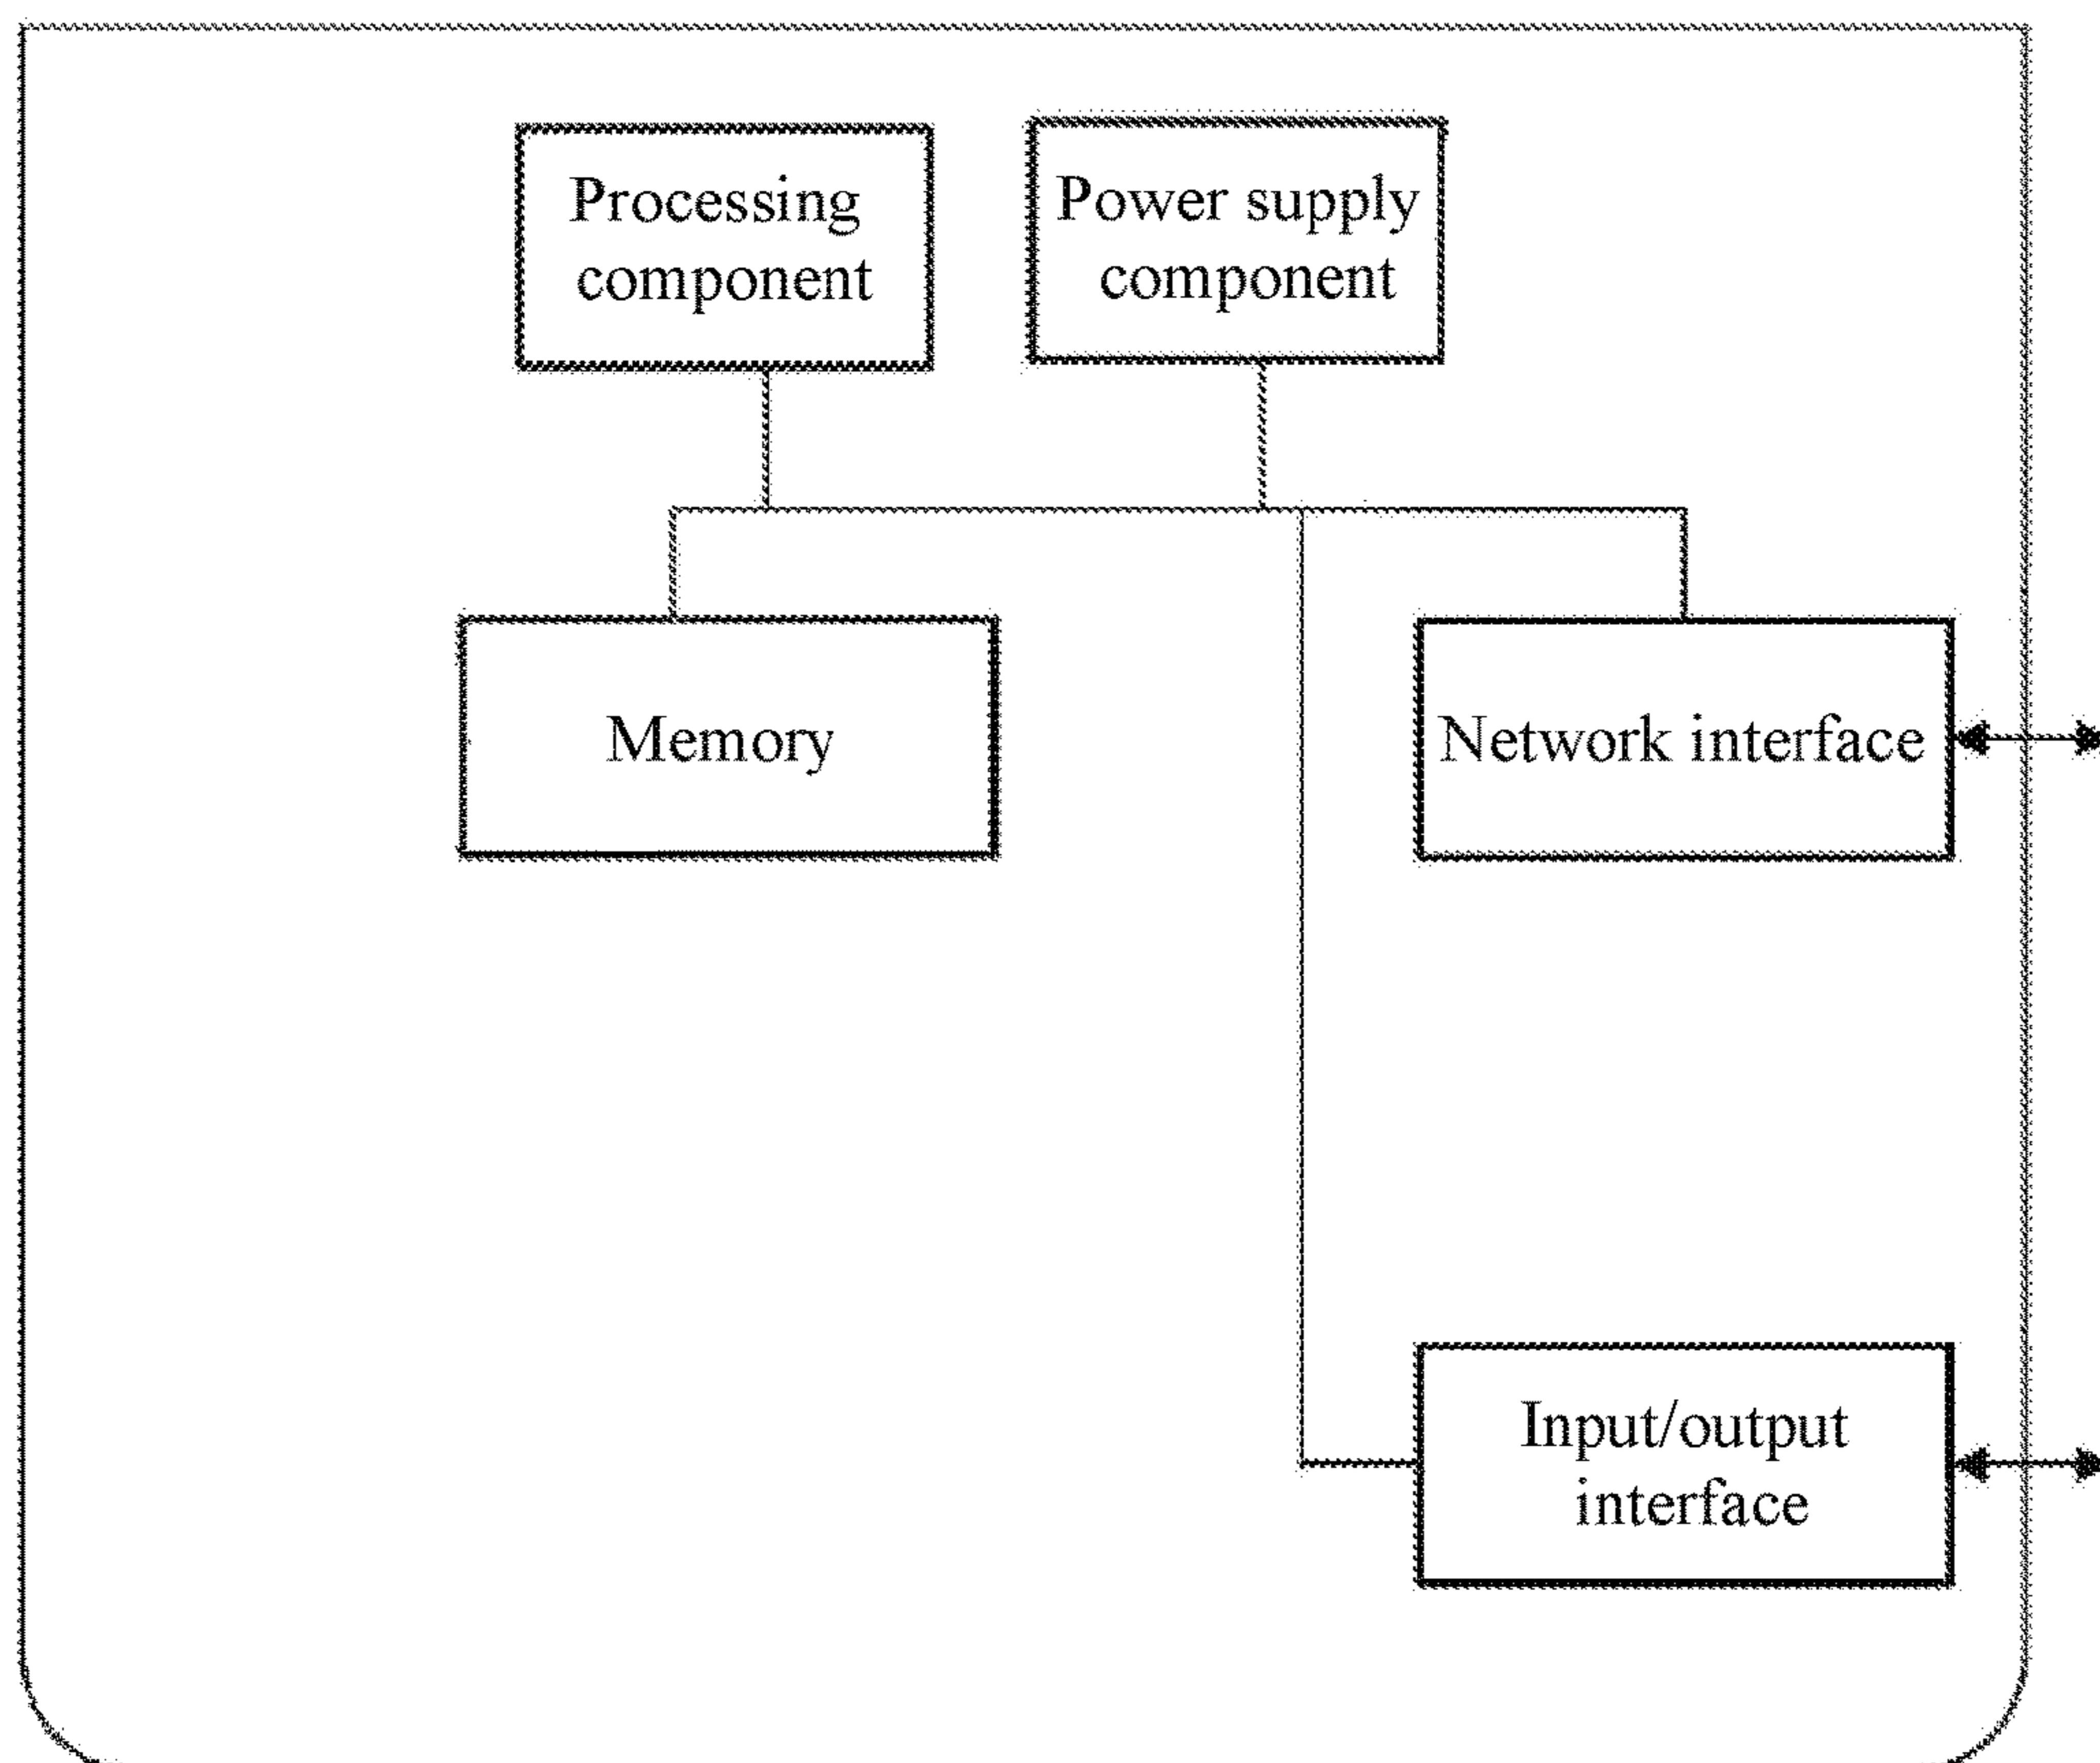 Processing
component
Power supply
component
Memory
Network interface
Input/output
interface